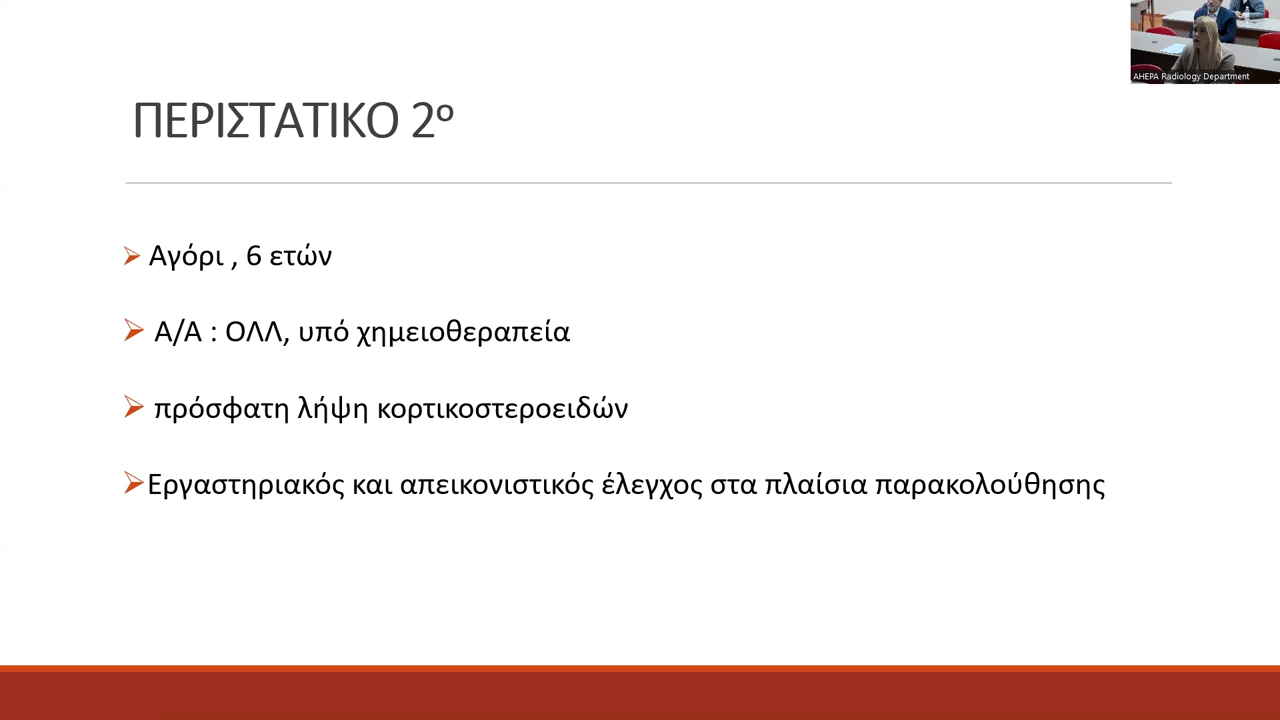 AHEPA Radiology Department
ΠΕΡΙΣΤΑΤΙΚΟ 2ο
Αγόρι , 6 ετών
Α/Α : ΟΛΛ, υπό χημειοθεραπεία
πρόσφατη λήψη κορτικοστεροειδών
Εργαστηριακός και απεικονιστικός έλεγχος στα πλαίσια παρακολούθησης